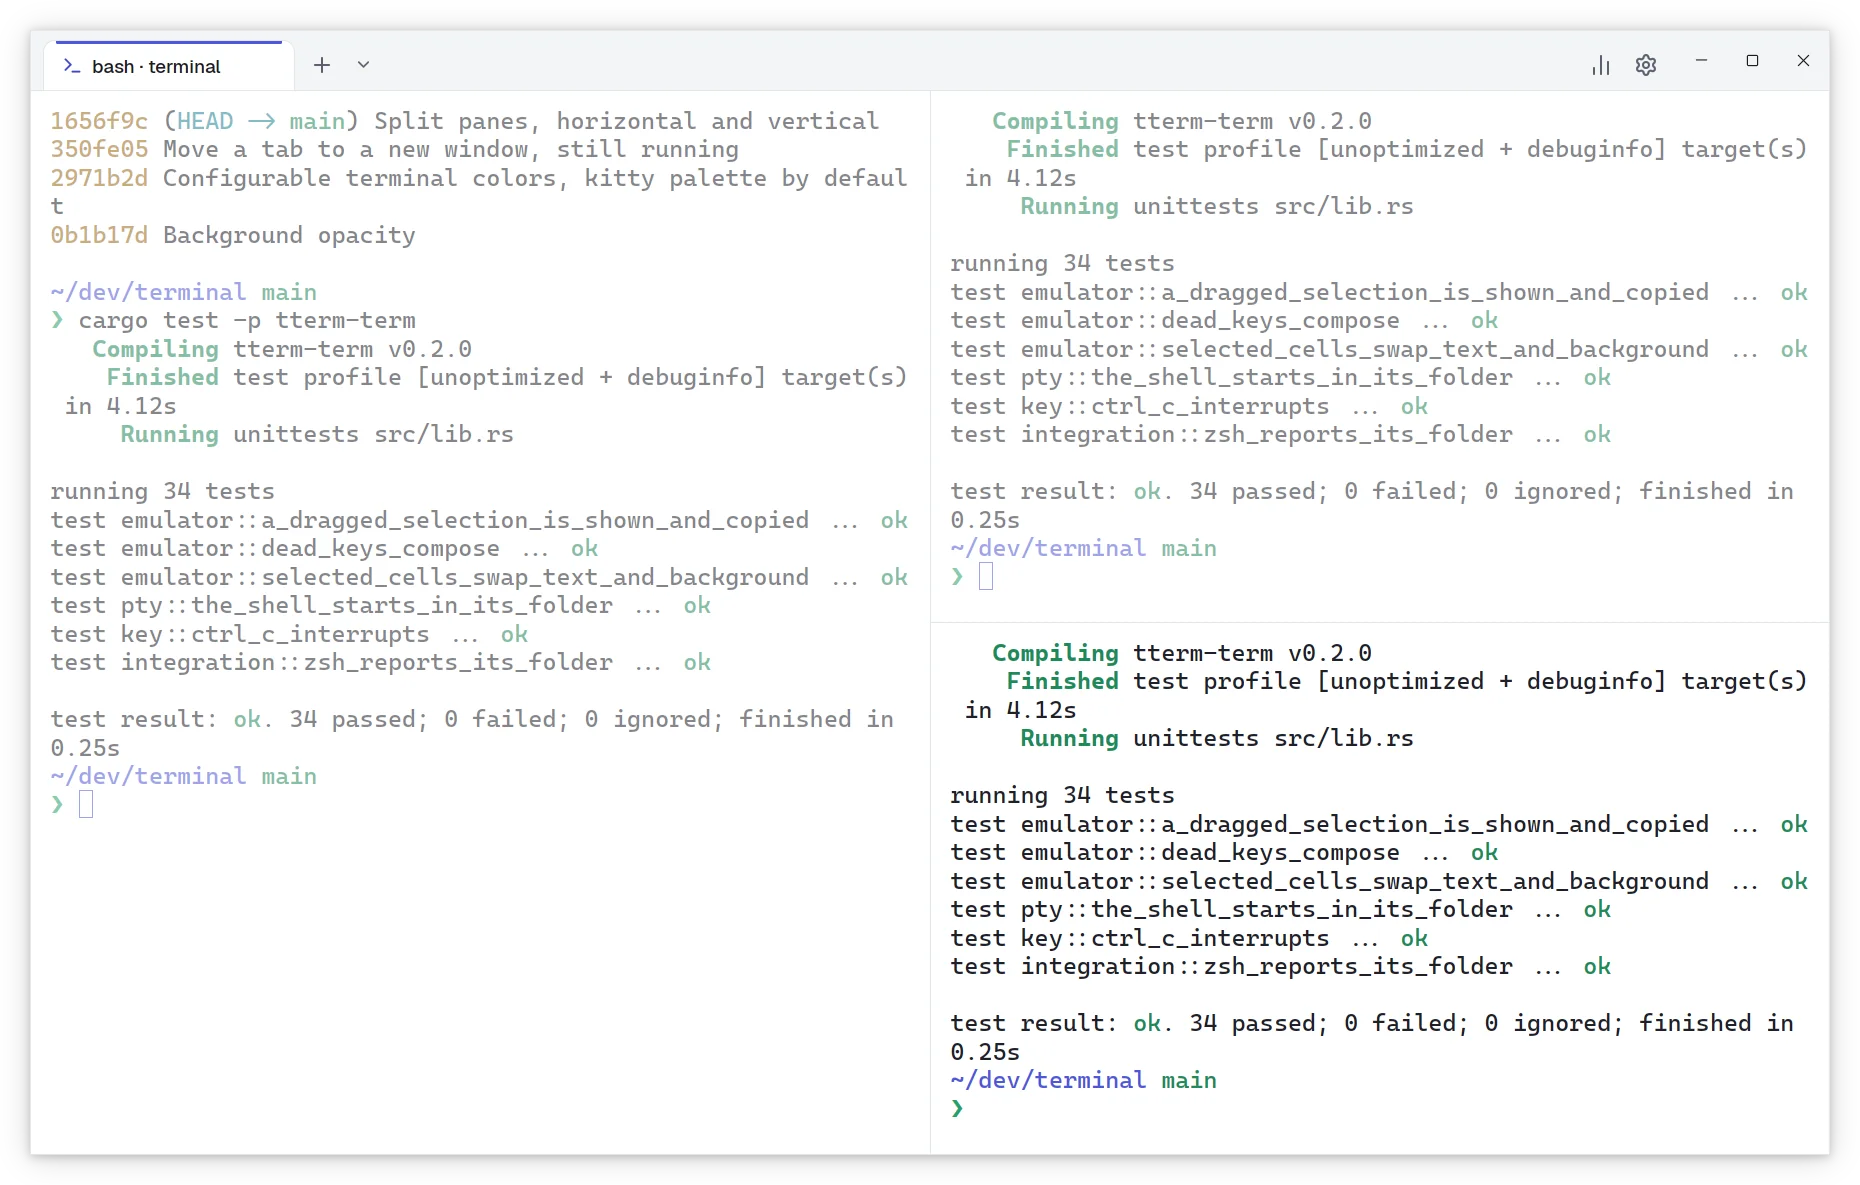 bash · terminal
1656f9c (HEAD -> main) Split panes, horizontal and vertical
350fe05 Move a tab to a new window, still running
2971b2d Configurable terminal colors, kitty palette by defaul
t
0b1b17d Background opacity
~/dev/terminal main
❯ cargo test -p tterm-term
Compiling tterm-term v0.2.0
Finished test profile [unoptimized + debuginfo] target(s)
in 4.12s
Running unittests src/lib.rs
running 34 tests
test emulator::a_dragged_selection_is_shown_and_copied ... ok
test emulator::dead_keys_compose ... ok
test emulator::selected_cells_swap_text_and_background ... ok
test pty::the_shell_starts_in_its_folder ... ok
test key::ctrl_c_interrupts ... ok
test integration::zsh_reports_its_folder ... ok
test result: ok. 34 passed; 0 failed; 0 ignored; finished in
0.25s
~/dev/terminal main
❯
Compiling tterm-term v0.2.0
Finished test profile [unoptimized + debuginfo] target(s)
in 4.12s
Running unittests src/lib.rs
running 34 tests
test emulator::a_dragged_selection_is_shown_and_copied ... ok
test emulator::dead_keys_compose ... ok
test emulator::selected_cells_swap_text_and_background ... ok
test pty::the_shell_starts_in_its_folder ... ok
test key::ctrl_c_interrupts ... ok
test integration::zsh_reports_its_folder ... ok
test result: ok. 34 passed; 0 failed; 0 ignored; finished in
0.25s
~/dev/terminal main
❯
Compiling tterm-term v0.2.0
Finished test profile [unoptimized + debuginfo] target(s)
in 4.12s
Running unittests src/lib.rs
running 34 tests
test emulator::a_dragged_selection_is_shown_and_copied ... ok
test emulator::dead_keys_compose ... ok
test emulator::selected_cells_swap_text_and_background ... ok
test pty::the_shell_starts_in_its_folder ... ok
test key::ctrl_c_interrupts ... ok
test integration::zsh_reports_its_folder ... ok
test result: ok. 34 passed; 0 failed; 0 ignored; finished in
0.25s
~/dev/terminal main
❯